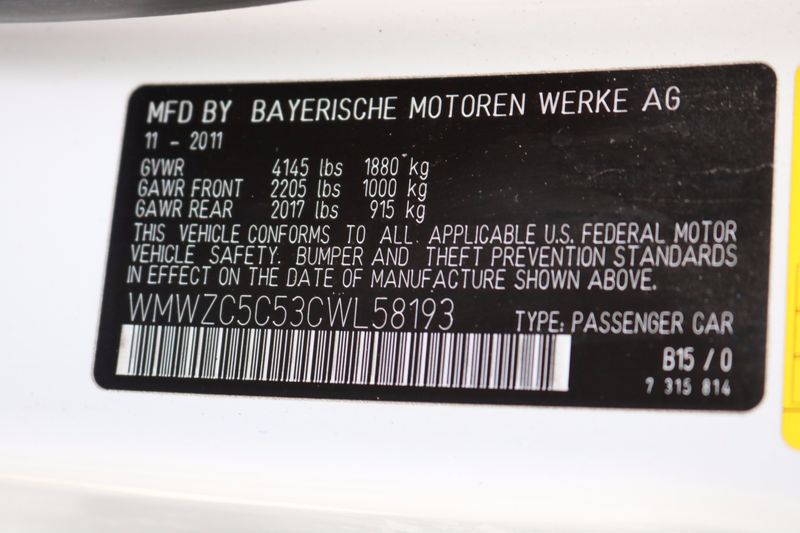 MFD BY BAYERISCHE MOTOREN WERKE AG
11 - 2011
GVWR 4145 lbs 1880 kg
GAWR FRONT 2205 lbs 1000 kg
GAWR REAR 2017 lbs 915 kg
THIS VEHICLE CONFORMS TO ALL APPLICABLE U.S. FEDERAL MOTOR
VEHICLE SAFETY: BUMPER AND THEFT PREVENTION STANDARDS
IN EFFECT ON THE DATE OF MANUFACTURE SHOWN ABOVE.
WMWZC5C53CWL58193 TYPE: PASSENGER CAR
B15 / 0
7 315 814